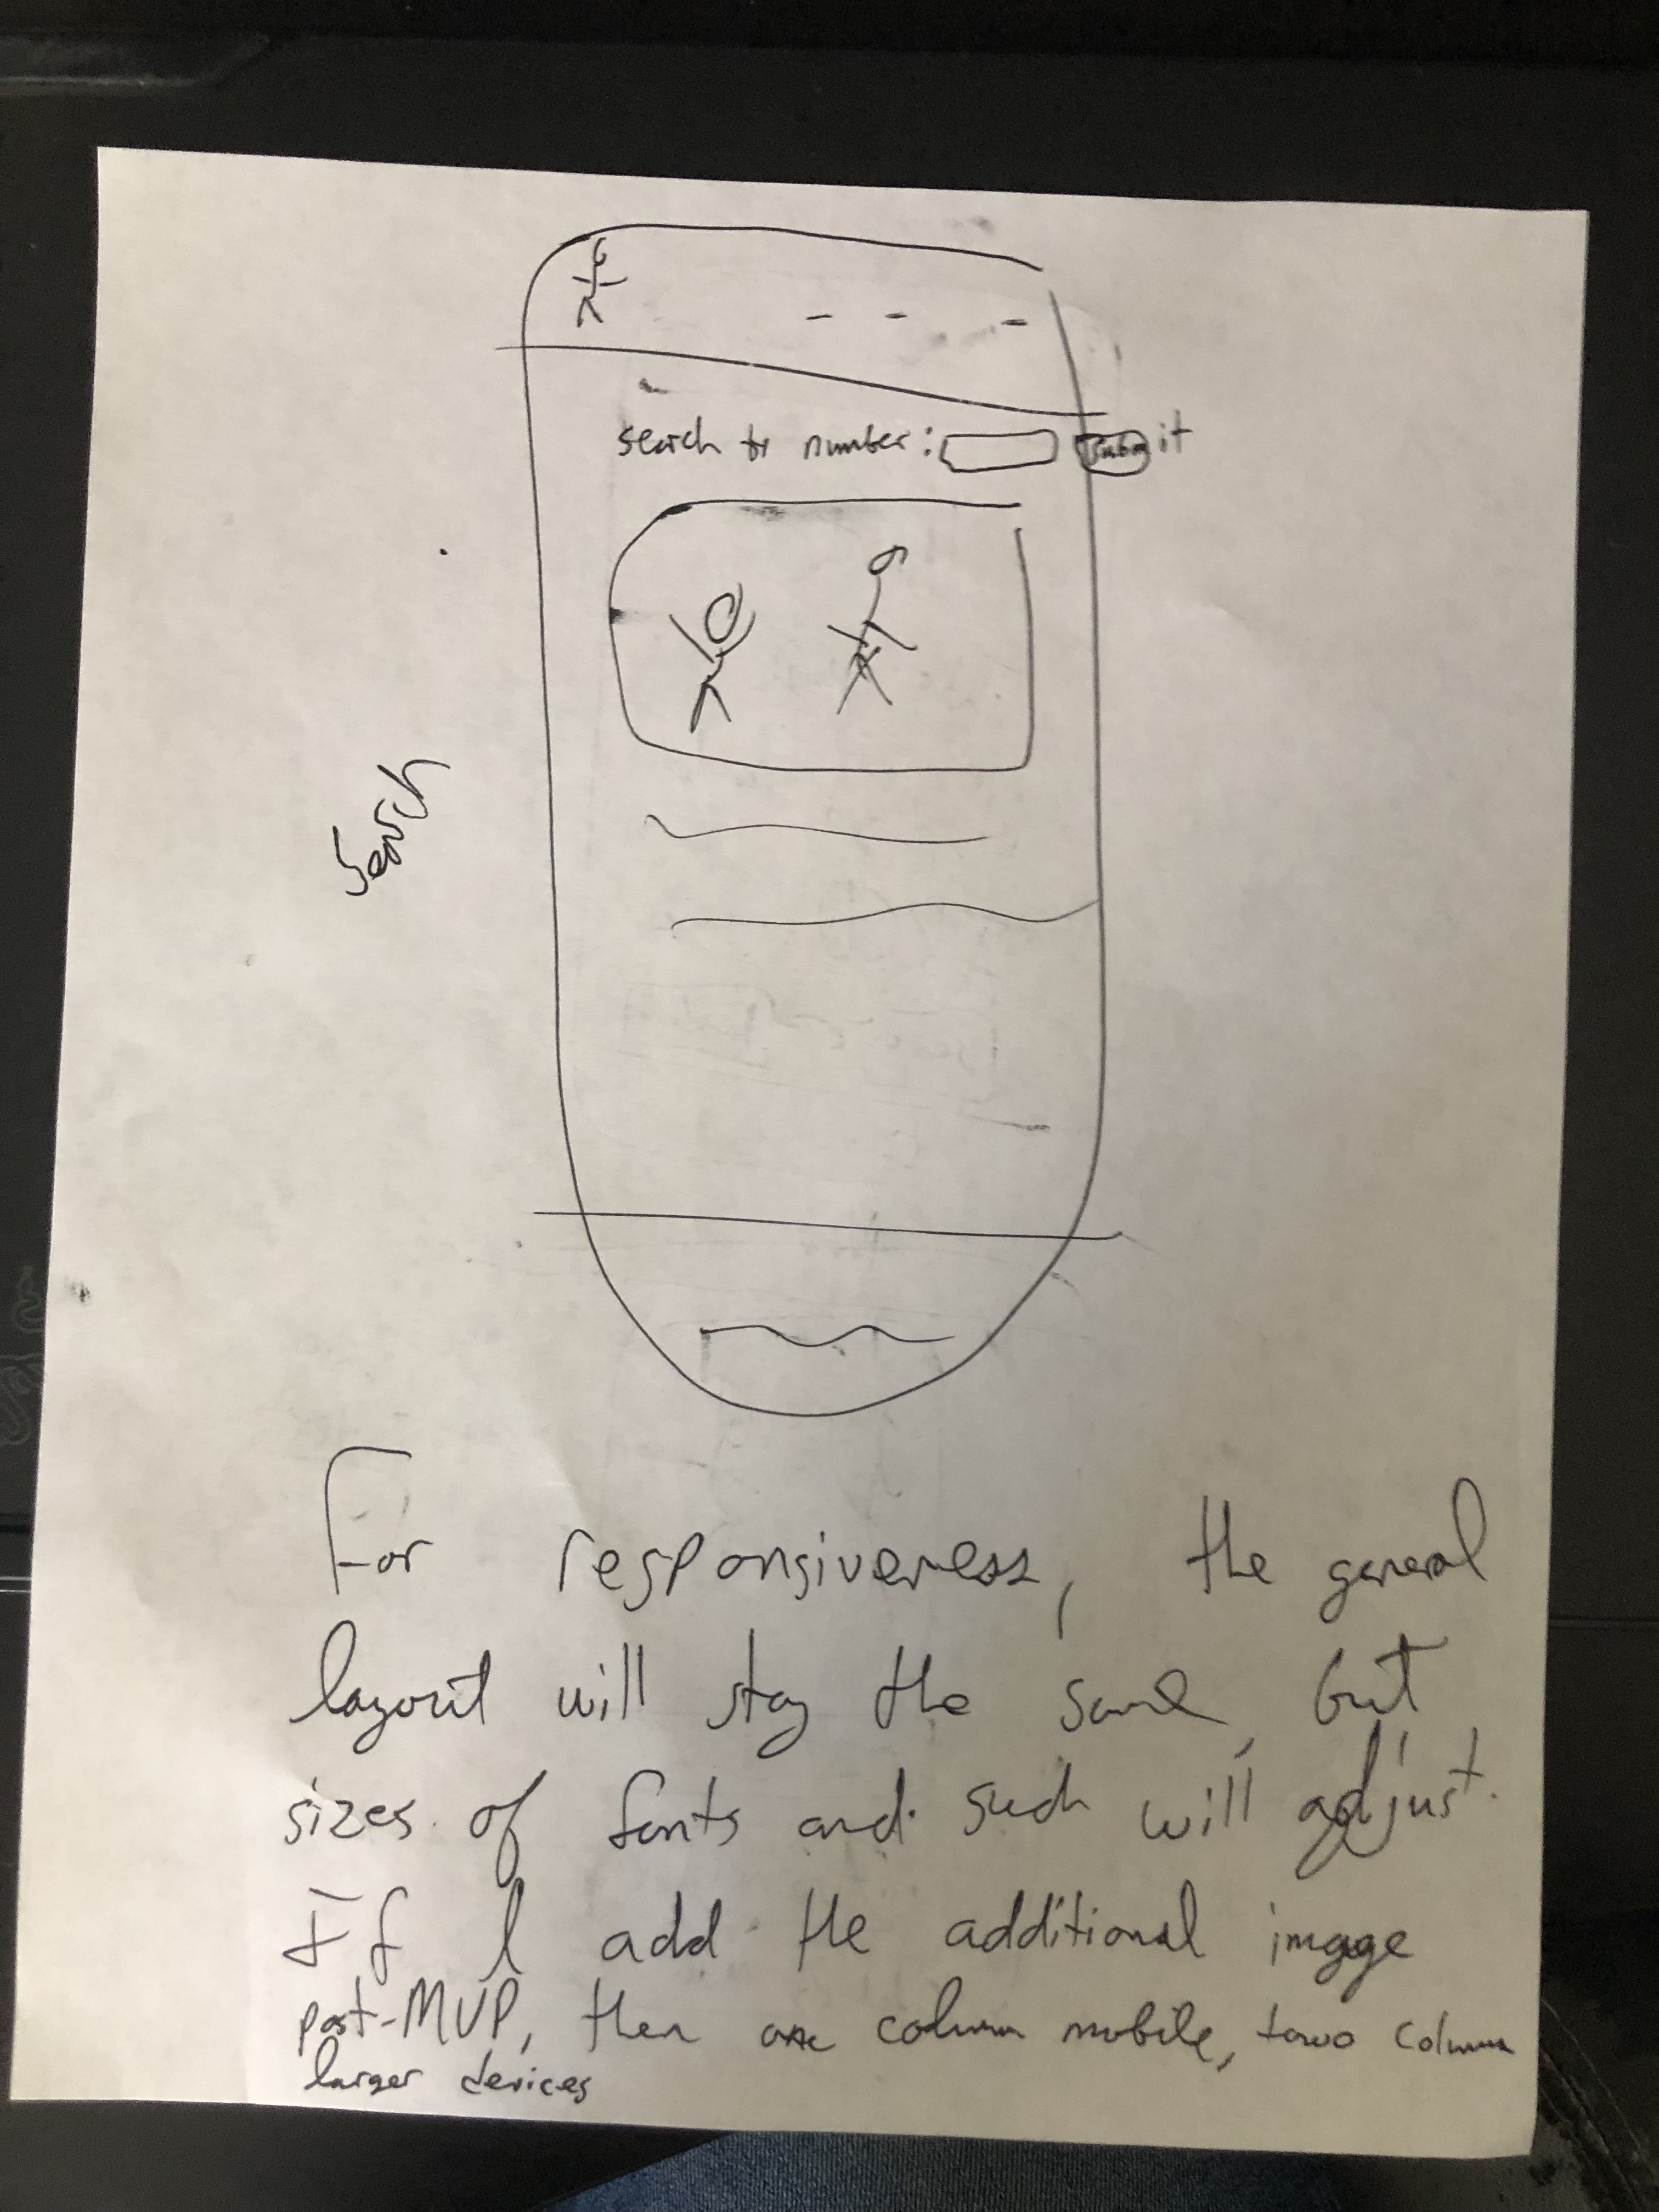 search for number:
Submit
Search
For responsiveness, the general
layout will stay the same, but
sizes of fonts and such will adjust.
If I add the additional image
post-MVP, then one column mobile, two column
larger devices